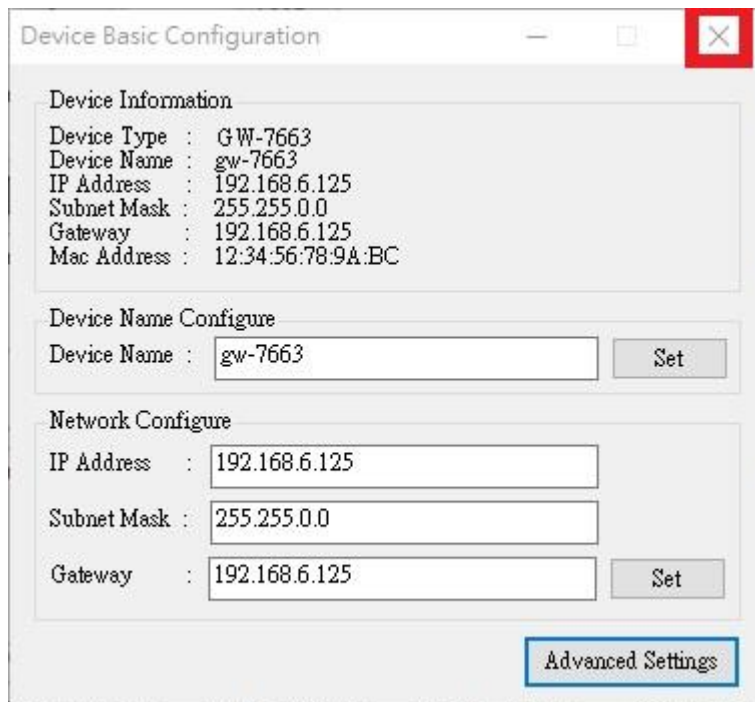 Device Basic Configuration
Device Information
Device Type : GW-7663
Device Name : gw-7663
IP Address : 192.168.6.125
Subnet Mask : 255.255.0.0
Gateway : 192.168.6.125
Mac Address : 12:34:56:78:9A:BC
Device Name Configure
Device Name : gw-7663 Set
Network Configure
IP Address : 192.168.6.125
Subnet Mask : 255.255.0.0
Gateway : 192.168.6.125 Set
Advanced Settings